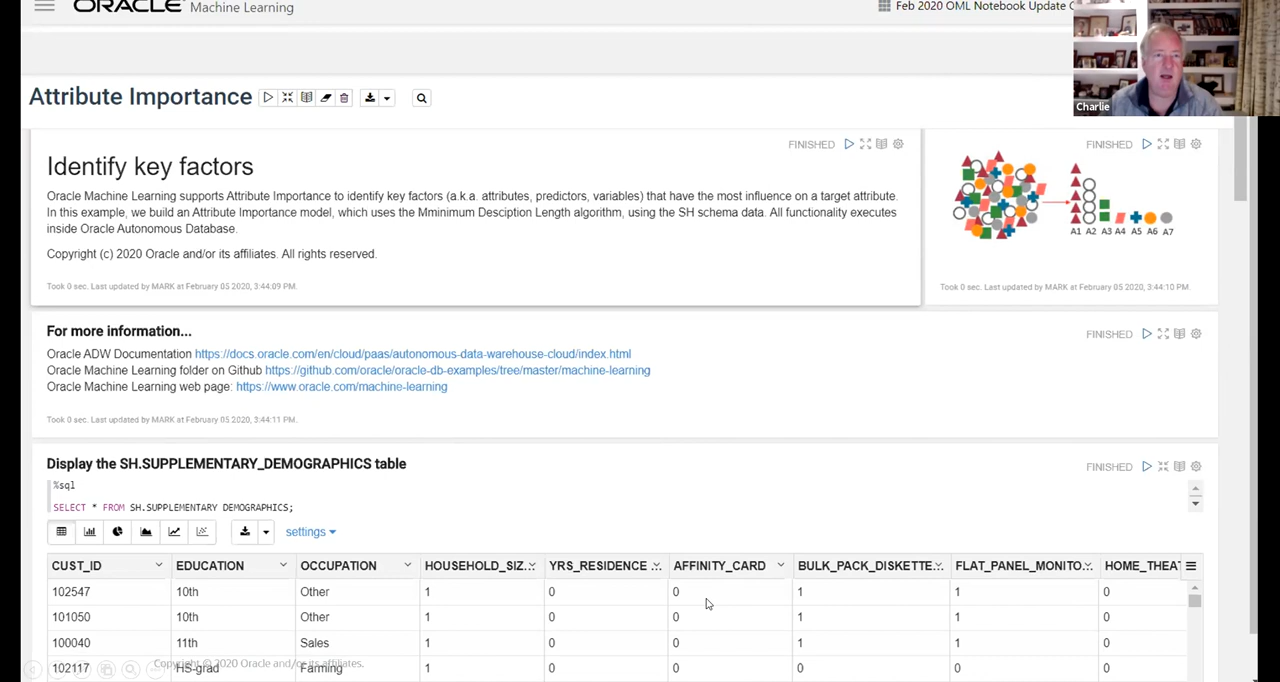 ORACLE Machine Learning
Feb 2020 OML Notebook Update
Charlie
Attribute Importance
FINISHED
FINISHED
Identify key factors
Oracle Machine Learning supports Attribute Importance to identify key factors (a.k.a. attributes, predictors, variables) that have the most influence on a target attribute.
In this example, we build an Attribute Importance model, which uses the Mminimum Desciption Length algorithm, using the SH schema data. All functionality executes
inside Oracle Autonomous Database.
Copyright (c) 2020 Oracle and/or its affiliates. All rights reserved.
Took 0 sec. Last updated by MARK at February 05 2020, 3:44:09 PM.
A1 A2 A3 A4 A5 A6 A7
Took 0 sec. Last updated by MARK at February 05 2020, 3:44:10 PM.
For more information...
FINISHED
Oracle ADW Documentation https://docs.oracle.com/en/cloud/paas/autonomous-data-warehouse-cloud/index.html
Oracle Machine Learning folder on Github https://github.com/oracle/oracle-db-examples/tree/master/machine-learning
Oracle Machine Learning web page: https://www.oracle.com/machine-learning
Took 0 sec. Last updated by MARK at February 05 2020, 3:44:11 PM.
Display the SH.SUPPLEMENTARY_DEMOGRAPHICS table
FINISHED
%sql
SELECT * FROM SH.SUPPLEMENTARY DEMOGRAPHICS;
settings
CUST_ID EDUCATION OCCUPATION HOUSEHOLD_SIZ... YRS_RESIDENCE ... AFFINITY_CARD BULK_PACK_DISKETTE... FLAT_PANEL_MONITO... HOME_THEAT
102547 10th Other 1 0 0 1 1 0
101050 10th Other 1 0 0 1 1 0
100040 11th Sales 1 0 0 1 1 0
102117 HS-grad Farming 1 0 0 0 0 0
Copyright © 2020 Oracle and/or its affiliates.